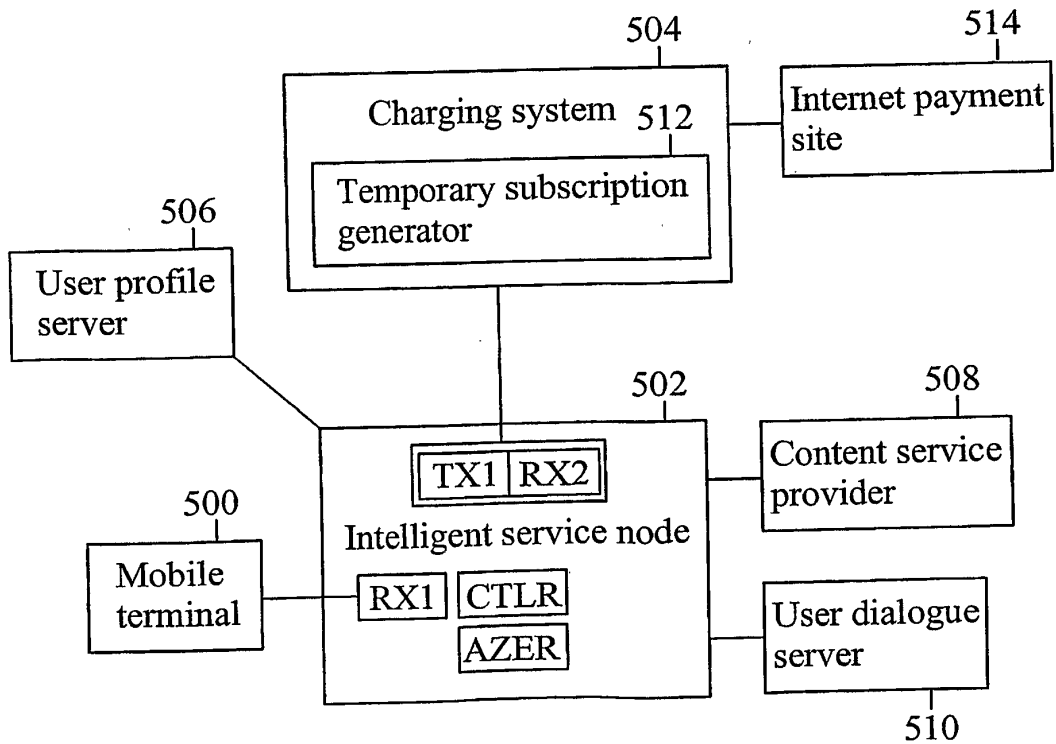 504
514
Charging system
512
Internet payment
site
Temporary subscription
generator
506
User profile
server
502
508
TX1 RX2
Content service
provider
500
Intelligent service node
Mobile
terminal
RX1 CTLR
AZER
User dialogue
server
510